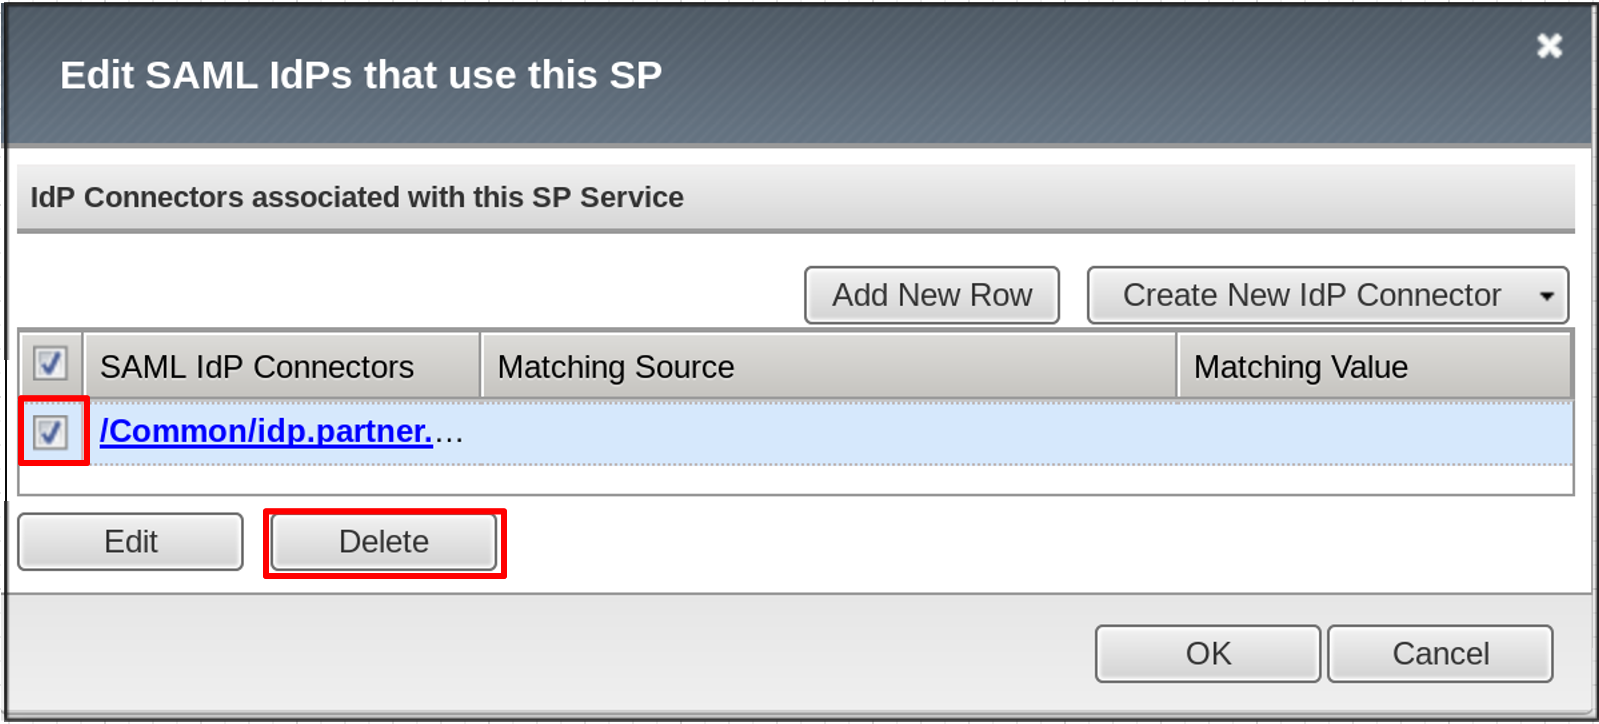 Edit SAML IdPs that use this SP
IdP Connectors associated with this SP Service
Add New Row
Create New IdP Connector
SAML IdP Connectors
Matching Source
Matching Value
/Common/idp.partner....
Edit
Delete
OK
Cancel